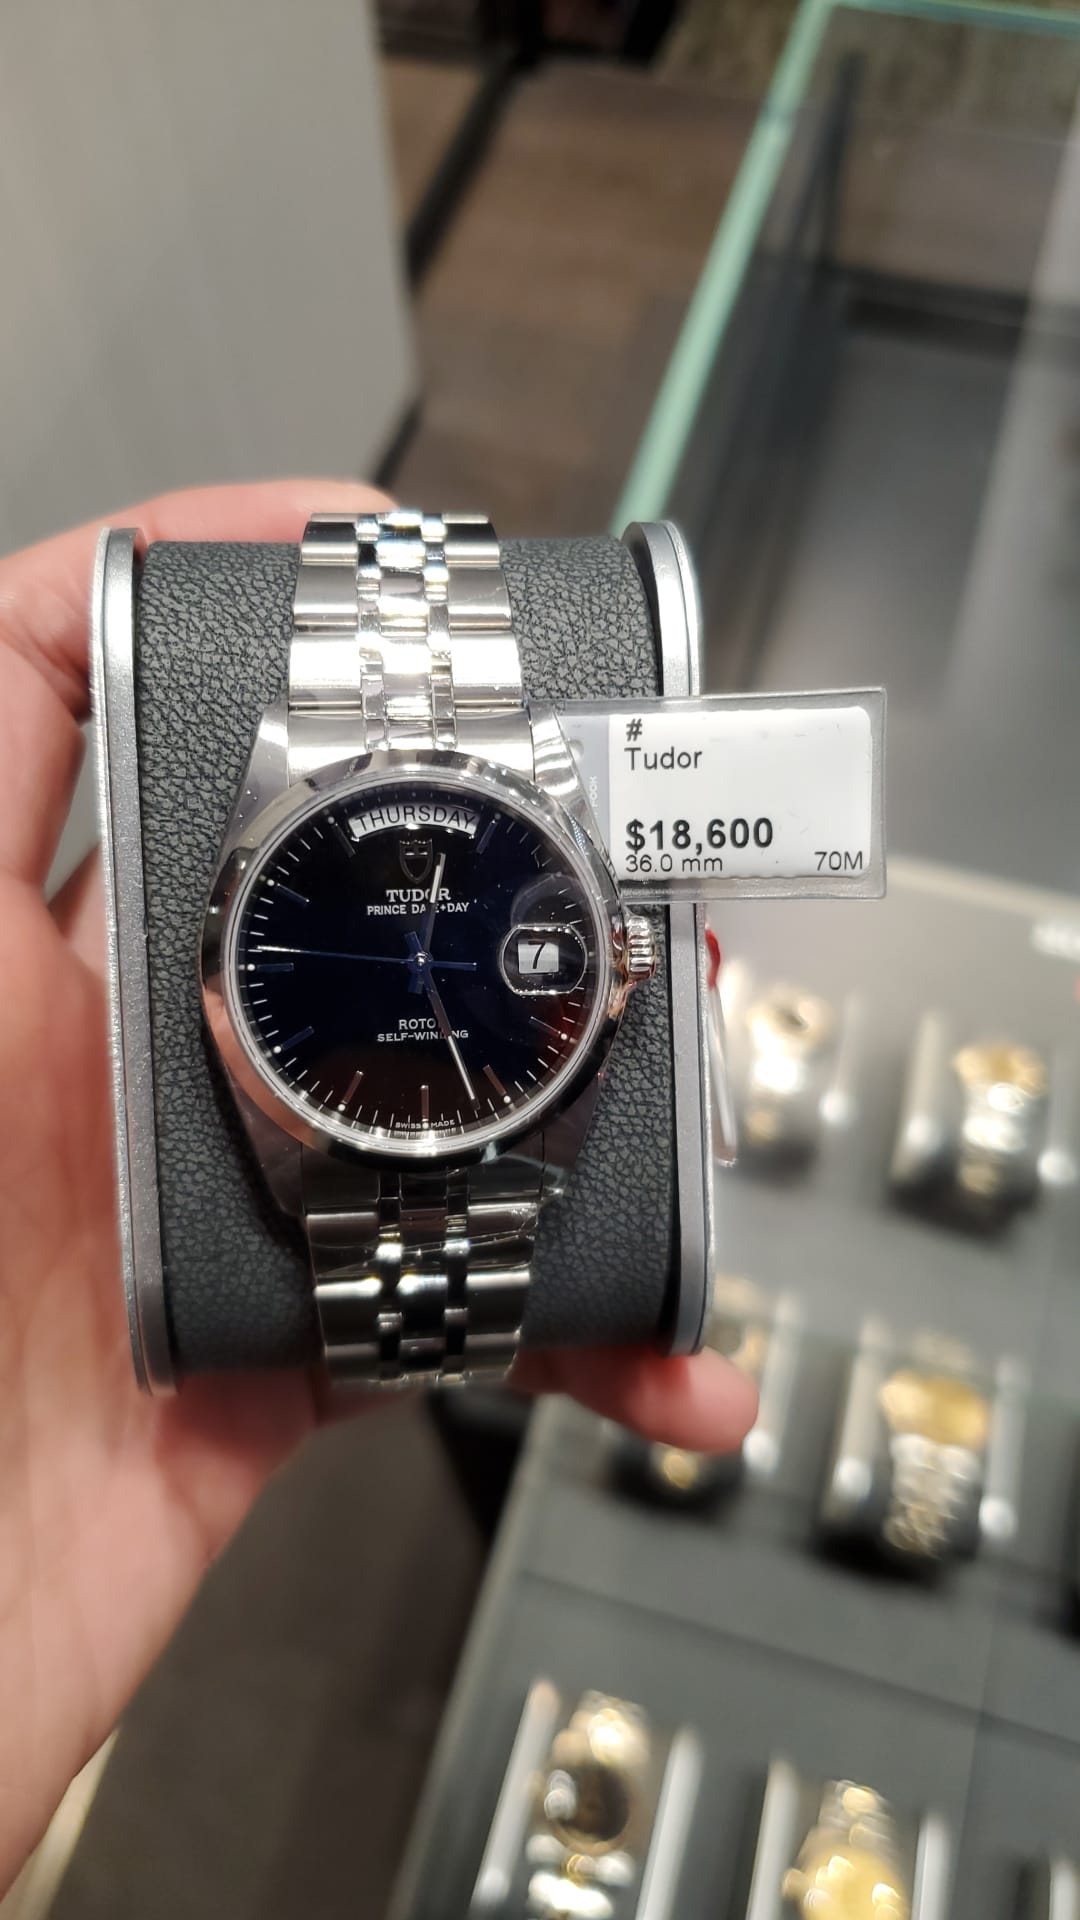 THURSDAY
TUDOR
PRINCE DATE+DAY
7
ROTOR
SELF-WINDING
SWISS MADE
#
Tudor
$18,600
36.0 mm 70M